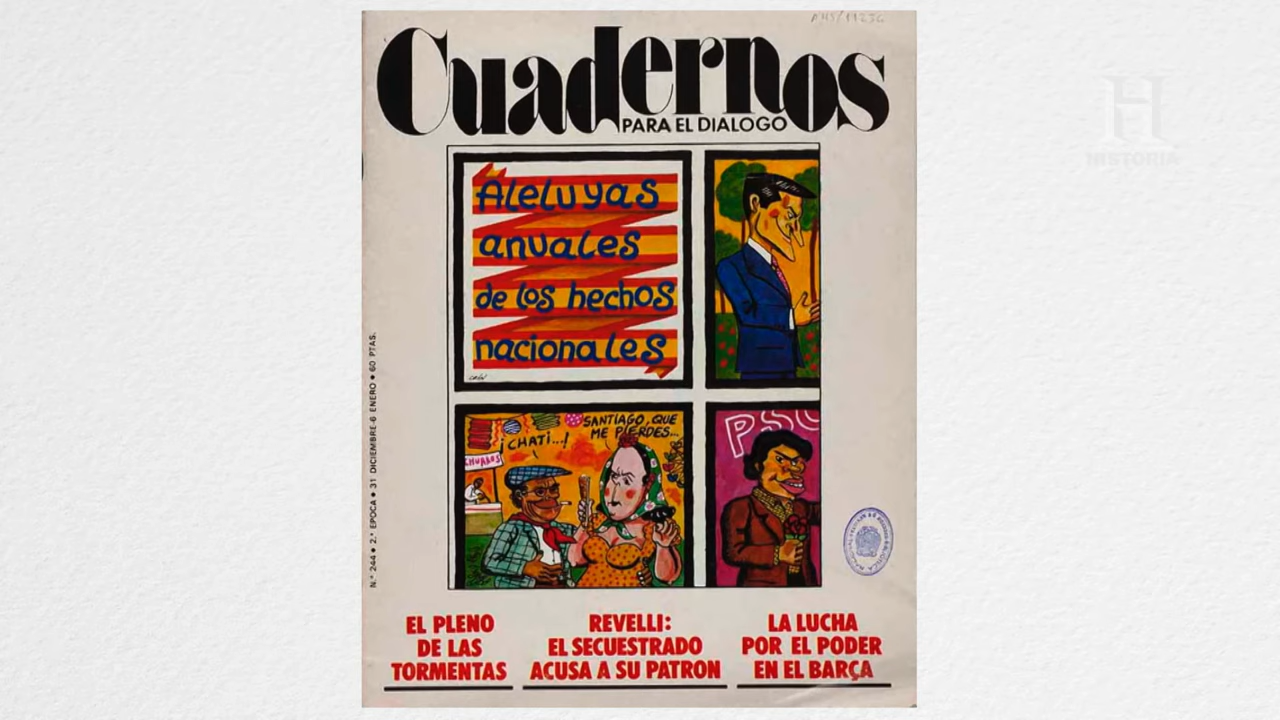 Cuadernos
PARA EL DIALOGO
Aleluyas
anuales
de los hechos
nacionales
¡CHATI...!
SANTIAGO, QUE
ME PIERDES...
CHURROS
PSO
N.° 244 • 2.ª EPOCA • 31 DICIEMBRE-6 ENERO • 60 PTAS.
EL PLENO
DE LAS
TORMENTAS
REVELLI:
EL SECUESTRADO
ACUSA A SU PATRON
LA LUCHA
POR EL PODER
EN EL BARÇA
H
HISTORIA